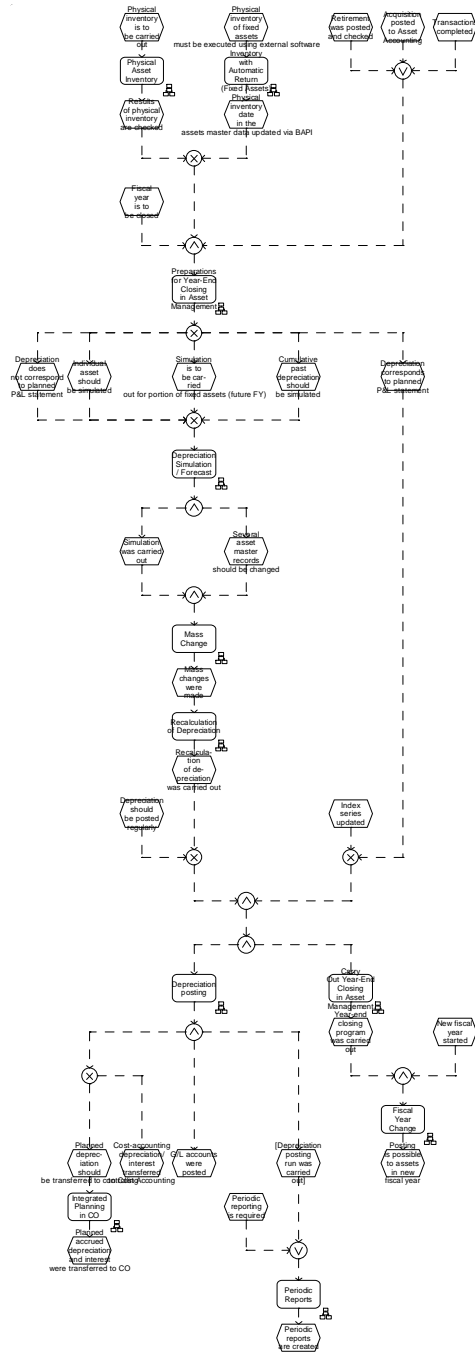 Physical
inventory is
to be
carried
out
Physical
inventory
of fixed
assets
must be executed using external software
Retirement was
posted
and checked
Acquisition
posted
to Asset
Accounting
Transaction
completed
Physical
Asset
Inventory
Inventory
with
Automatic
Return
(Fixed Assets)
Results
of physical
inventory
are checked
Physical
inventory
date
in the
assets master data updated via BAPI
Fiscal
year
is to
be closed
Preparations
for Year-End
Closing
in Asset
Management
Depreciation
does
not correspond
to planned
P&L statement
Individual
asset
should
be simulated
Simulation
is to
be car-
ried
out for portion of fixed assets (future FY)
Cumulative
past
depreciation
should
be simulated
Depreciation
corresponds
to planned
P&L statement
Depreciation
Simulation
/ Forecast
Simulation
was carried
out
Several
asset
master
records
should be changed
Mass
Change
Mass
changes
were
made
Recalculation
of Depreciation
Recalcula-
tion
of de-
preciation
was carried out
Depreciation
should
be posted
regularly
Index
series
updated
Depreciation
posting
Carry
Out Year-End
Closing
in Asset
Management
Year-end
closing
program
was carried
out
New fiscal
year
started
Fiscal
Year
Change
Planned
depre-
ciation
should
be transferred to controlling
Cost-accounting
depreciation/
interest
transferred
to Cost Accounting
G/L accounts
were
posted
[Depreciation
posting
run was
carried
out]
Posting
is possible
to assets
in new
fiscal year
Integrated
Planning
in CO
Periodic
reporting
is required
Planned
accrued
depreciation
and interest
were transferred to CO
Periodic
Reports
Periodic
reports
are created